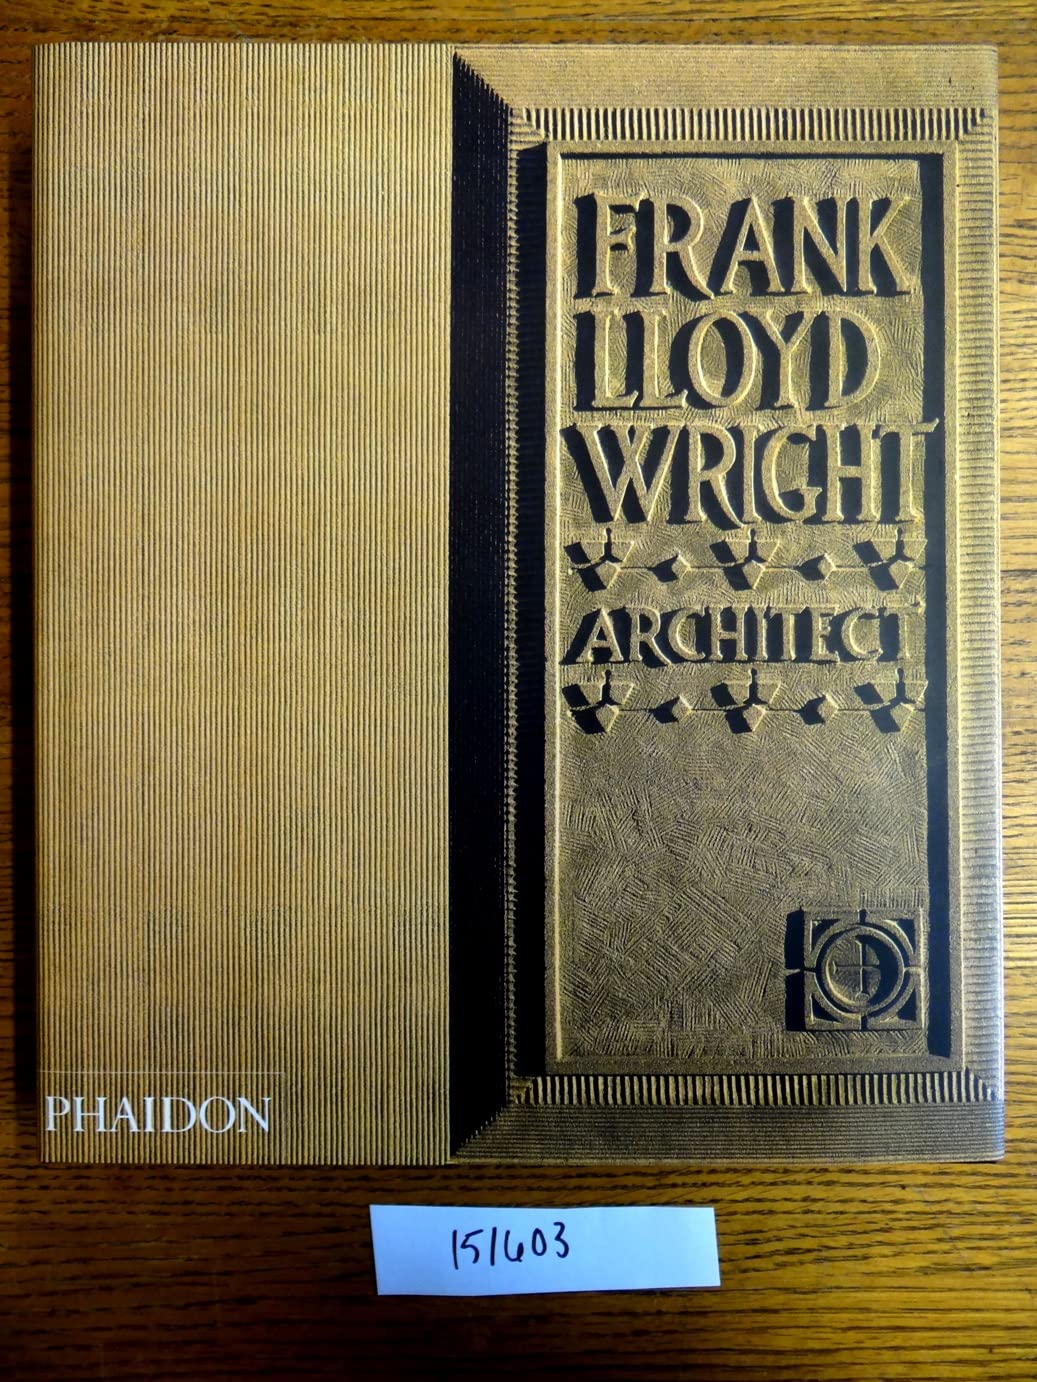 FRANK
LLOYD
WRIGHT
ARCHITECT
PHAIDON
151603